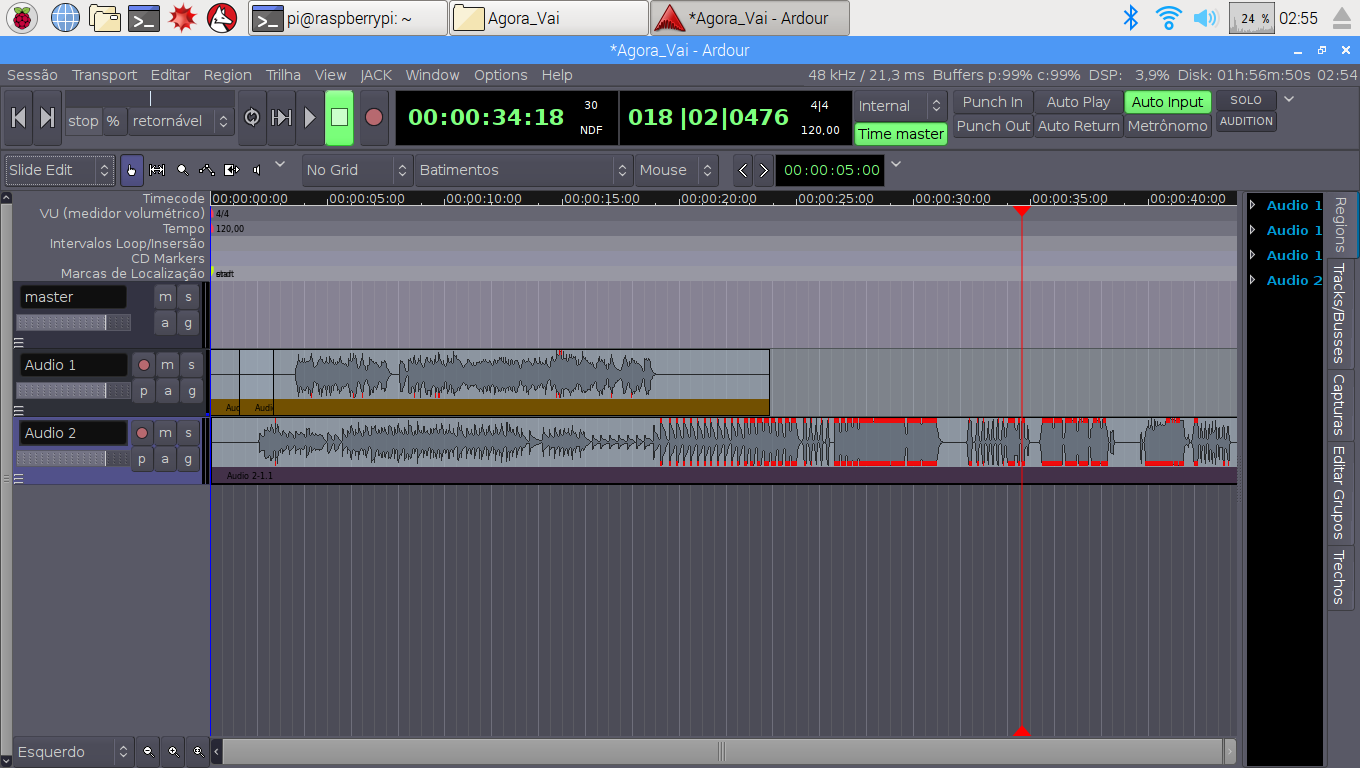 pi@raspberrypi: ~ Agora_Vai *Agora_Vai - Ardour 24 % 02:55
*Agora_Vai - Ardour
Sessão Transport Editar Region Trilha View JACK Window Options Help 48 kHz / 21,3 ms Buffers p:99% c:99% DSP: 3,9% Disk: 01h:56m:50s 02:54
stop % retornável 00:00:34:18 30 NDF 018 |02|0476 4|4 120,00 Internal Time master Punch In Punch Out Auto Play Auto Return Auto Input Metrônomo SOLO AUDITION
Slide Edit No Grid Batimentos Mouse 00:00:05:00
Timecode 00:00:00:00 00:00:05:00 00:00:10:00 00:00:15:00 00:00:20:00 00:00:25:00 00:00:30:00 00:00:35:00 00:00:40:00
VU (medidor volumétrico) 4/4
Tempo 120,00
Intervalos Loop/Insersão
CD Markers
Marcas de Localização
master m s
a g
Audio 1 m s
p a g
Aud Audi
Audio 2 m s
p a g
Audio 2-1.1
Esquerdo
Audio 1
Audio 1
Audio 1
Audio 2
Regions
Tracks/Busses
Capturas
Editar Grupos
Trechos